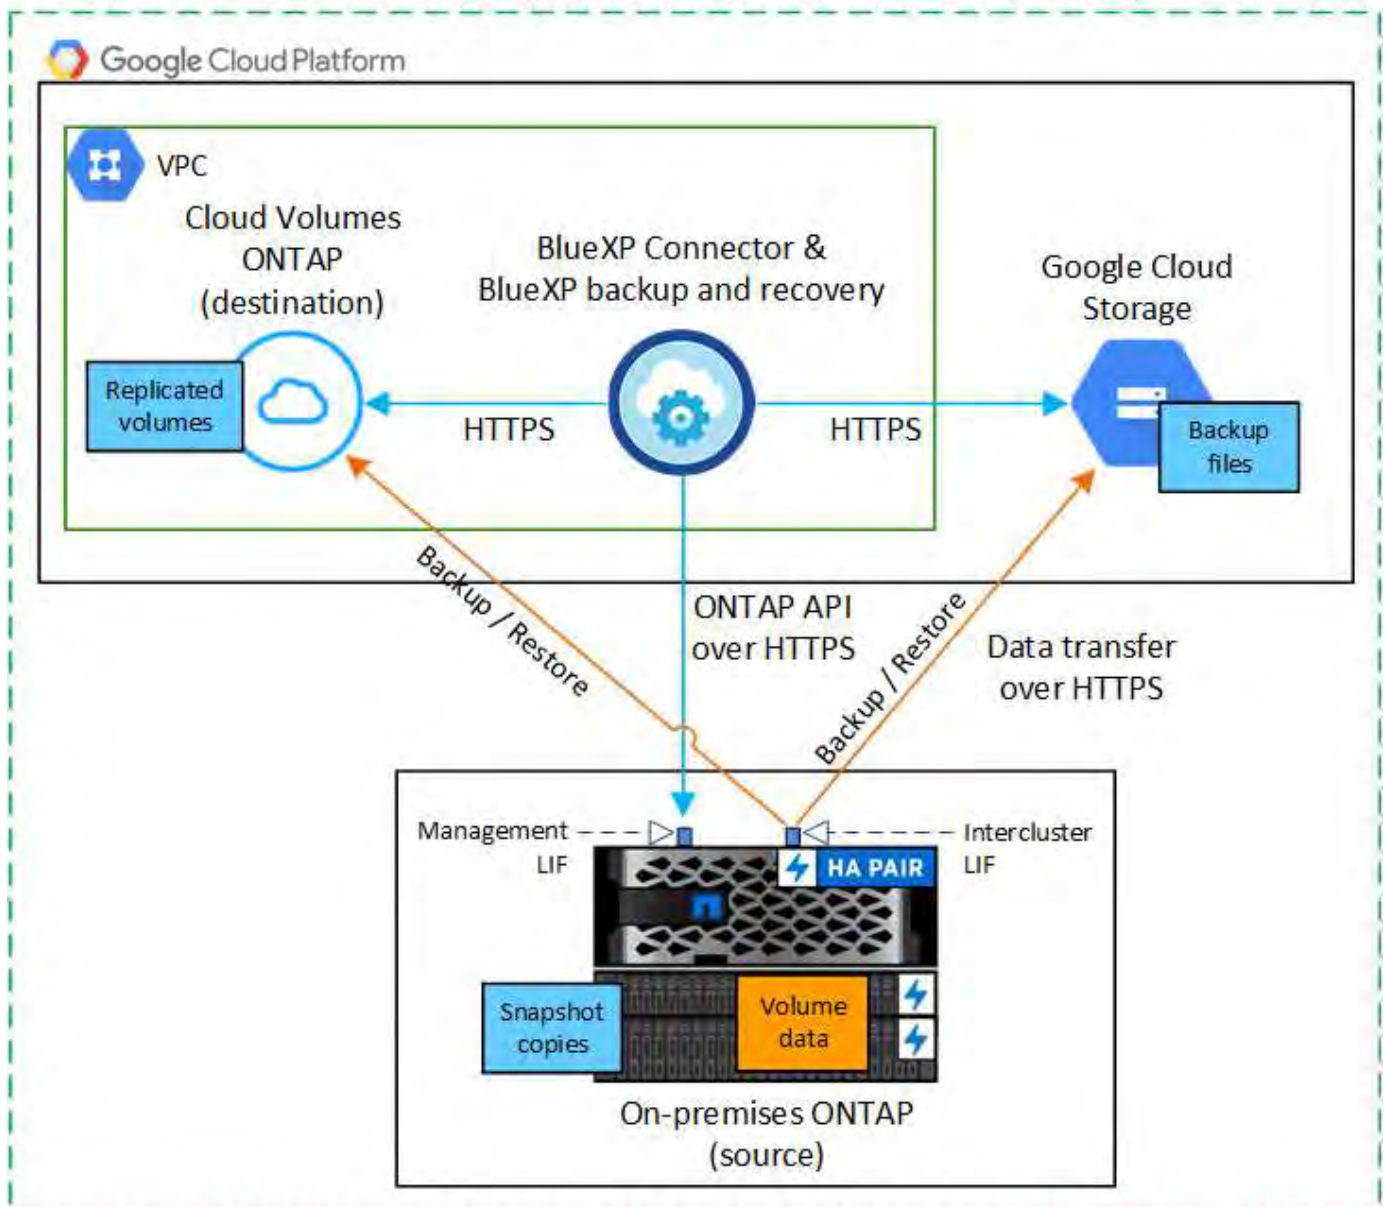 Google Cloud Platform
VPC
Cloud Volumes
ONTAP
(destination)
BlueXP Connector &
BlueXP backup and recovery
Google Cloud
Storage
Replicated
volumes
HTTPS
HTTPS
Backup
files
Backup / Restore
ONTAP API
over HTTPS
Backup / Restore
Data transfer
over HTTPS
Management
LIF
Intercluster
LIF
HA PAIR
Snapshot
copies
Volume
data
On-premises ONTAP
(source)